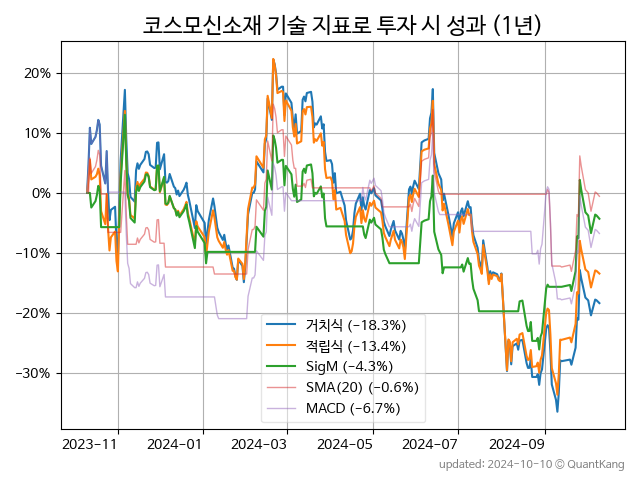 코스모신소재 기술 지표로 투자 시 성과 (1년)
20%
10%
0%
−10%
−20%
−30%
거치식 (−18.3%)
적립식 (−13.4%)
SigM (−4.3%)
SMA(20) (−0.6%)
MACD (−6.7%)
2023−11 2024−01 2024−03 2024−05 2024−07 2024−09
updated: 2024-10-10 © QuantKang